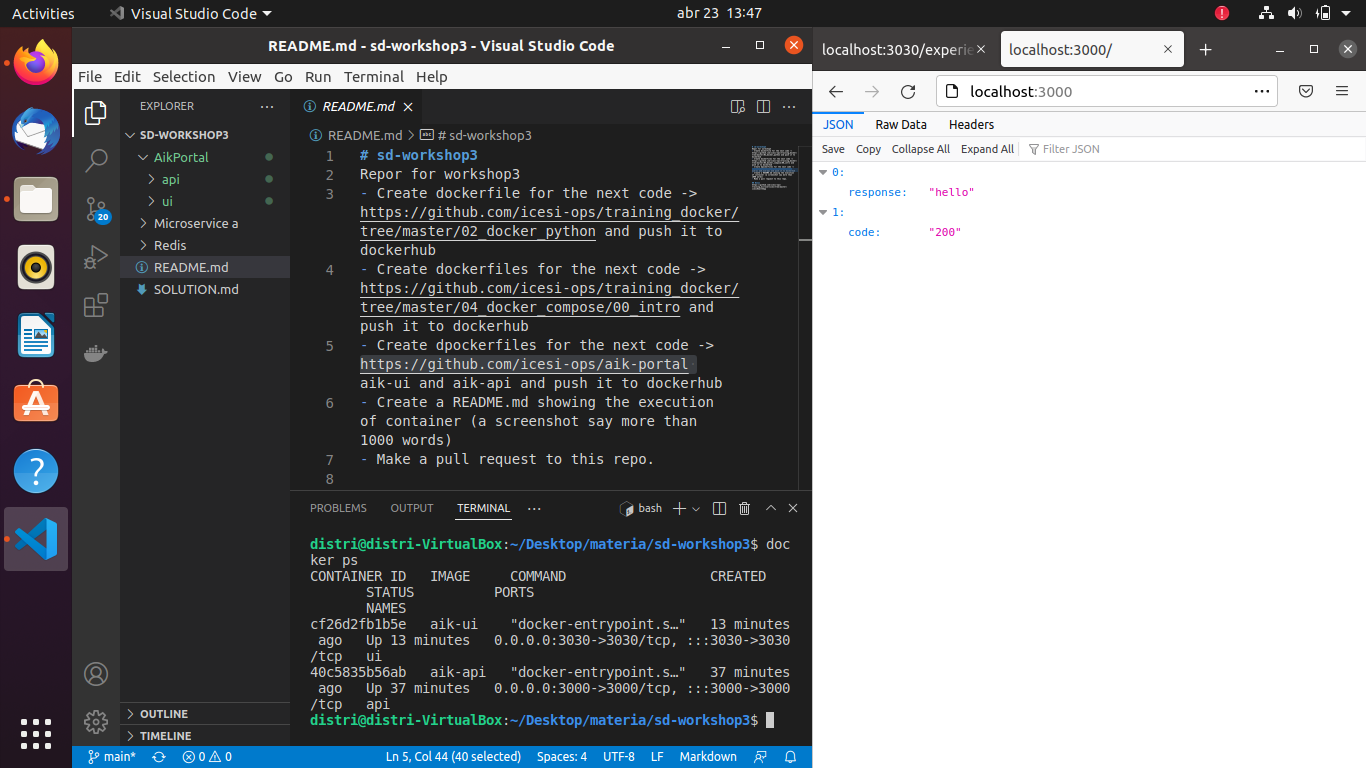 Activities
Visual Studio Code
abr 23 13:47
README.md - sd-workshop3 - Visual Studio Code
File Edit Selection View Go Run Terminal Help
EXPLORER
SD-WORKSHOP3
AikPortal
api
ui
Microservice a
Redis
README.md
SOLUTION.md
OUTLINE
TIMELINE
20
README.md
README.md > # sd-workshop3
1 # sd-workshop3
2 Repor for workshop3
3 - Create dockerfile for the next code ->
https://github.com/icesi-ops/training_docker/
tree/master/02_docker_python and push it to
dockerhub
4 - Create dockerfiles for the next code ->
https://github.com/icesi-ops/training_docker/
tree/master/04_docker_compose/00_intro and
push it to dockerhub
5 - Create dpockerfiles for the next code ->
https://github.com/icesi-ops/aik-portal
aik-ui and aik-api and push it to dockerhub
6 - Create a README.md showing the execution
of container (a screenshot say more than
1000 words)
7 - Make a pull request to this repo.
8
PROBLEMS OUTPUT TERMINAL ··· bash
distri@distri-VirtualBox:~/Desktop/materia/sd-workshop3$ doc
ker ps
CONTAINER ID IMAGE COMMAND CREATED
STATUS PORTS
NAMES
cf26d2fb1b5e aik-ui "docker-entrypoint.s…" 13 minutes
ago Up 13 minutes 0.0.0.0:3030->3030/tcp, :::3030->3030
/tcp ui
40c5835b56ab aik-api "docker-entrypoint.s…" 37 minutes
ago Up 37 minutes 0.0.0.0:3000->3000/tcp, :::3000->3000
/tcp api
distri@distri-VirtualBox:~/Desktop/materia/sd-workshop3$
main* 0 0 Ln 5, Col 44 (40 selected) Spaces: 4 UTF-8 LF Markdown
localhost:3030/experie
localhost:3000/
localhost:3000
JSON Raw Data Headers
Save Copy Collapse All Expand All Filter JSON
0:
response: "hello"
1:
code: "200"